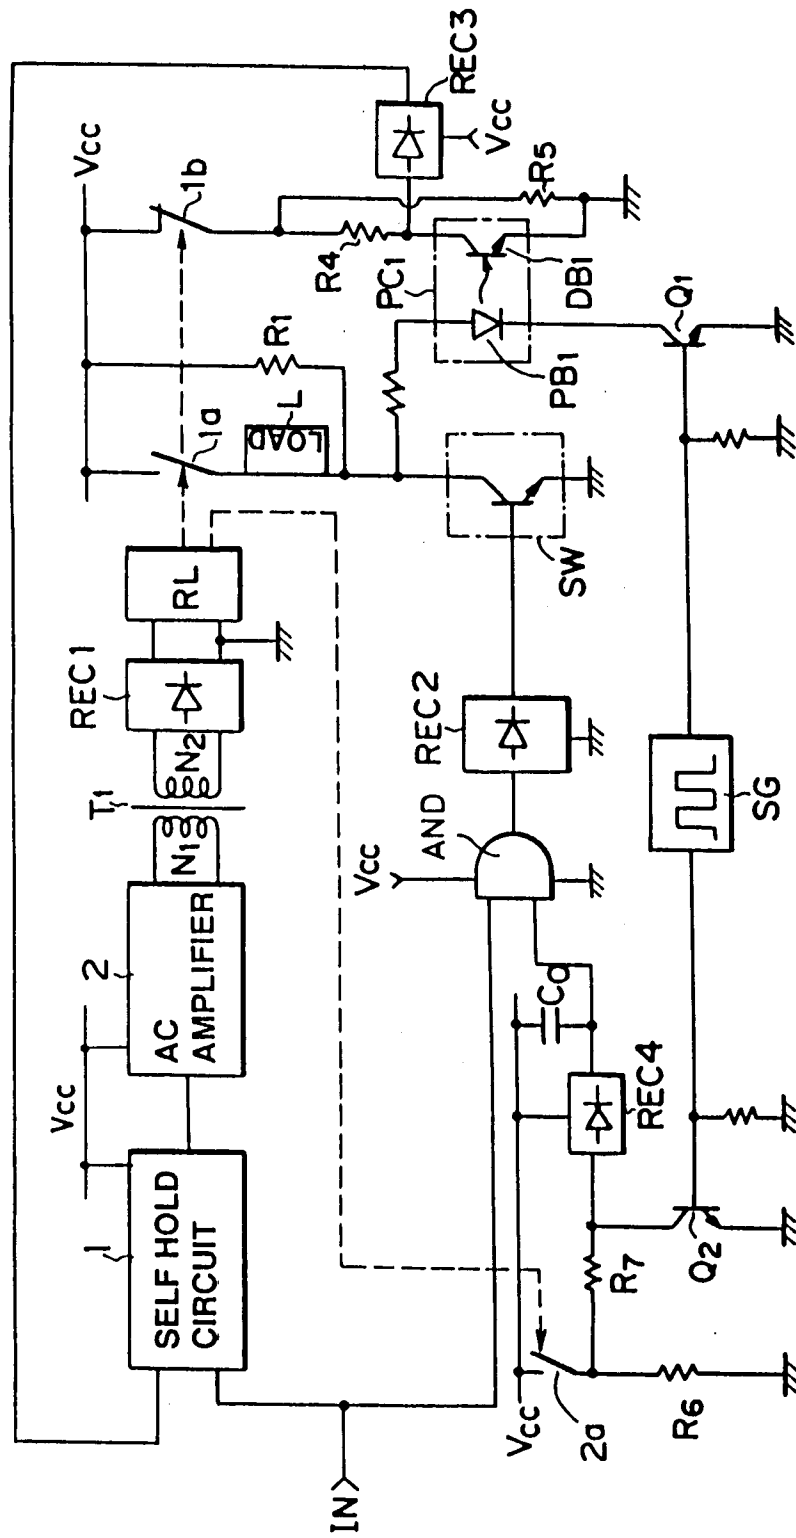 Vcc
1
SELF HOLD
CIRCUIT
2
AC
AMPLIFIER
T1
N1
N2
REC1
RL
1a
1b
Vcc
R1
L
LOAD
R4
PC1
REC3
Vcc
R5
DB1
PB1
IN
Vcc
AND
REC2
SW
Q1
Vcc
2a
R6
R7
Q2
REC4
Ca
SG